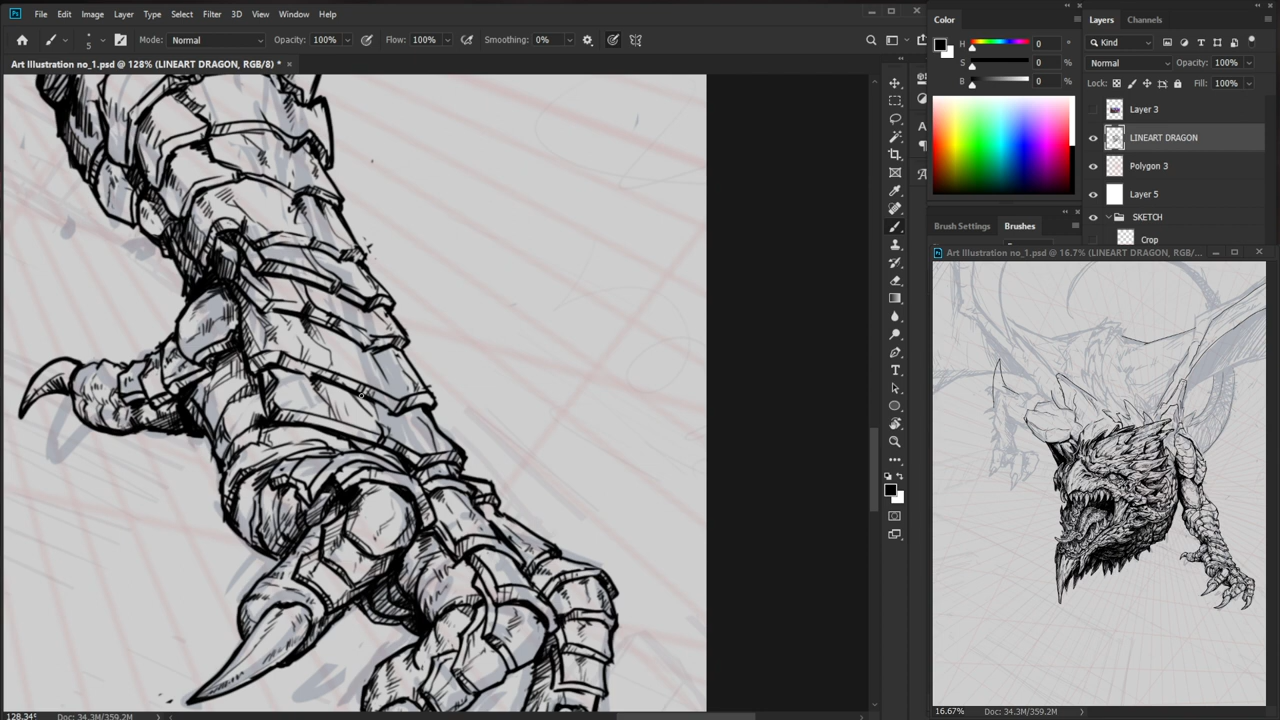 File Edit Image Layer Type Select Filter 3D View Window Help
5 Mode: Normal Opacity: 100% Flow: 100% Smoothing: 0%
Art Illustration no_1.psd @ 128% (LINEART DRAGON, RGB/8) *
128.34% Doc: 34.3M/359.2M
Color
H 0 °
S 0 %
B 0 %
Brush Settings Brushes
Layers Channels
Kind
Normal Opacity: 100%
Lock: Fill: 100%
Layer 3
LINEART DRAGON
Polygon 3
Layer 5
SKETCH
Crop
Art Illustration no_1.psd @ 16.7% (LINEART DRAGON, RGB/...
16.67% Doc: 34.3M/359.2M